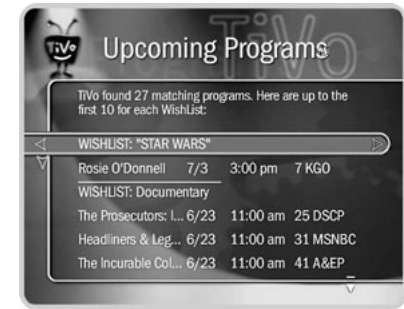 TiVo
Upcoming Programs
TiVo found 27 matching programs. Here are up to the
first 10 for each WishList:
WISHLIST: "STAR WARS"
Rosie O'Donnell 7/3 3:00 pm 7 KGO
WISHLIST: Documentary
The Prosecutors: I... 6/23 11:00 am 25 DSCP
Headliners & Leg... 6/23 11:00 am 31 MSNBC
The Incurable Col... 6/23 11:00 am 41 A&EP